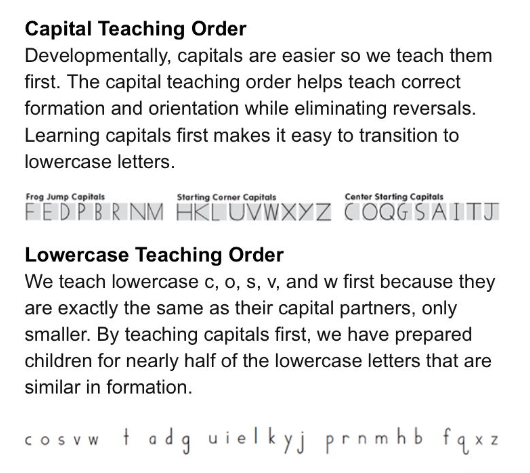 Capital Teaching Order
Developmentally, capitals are easier so we teach them
first. The capital teaching order helps teach correct
formation and orientation while eliminating reversals.
Learning capitals first makes it easy to transition to
lowercase letters.
Frog Jump Capitals Starting Corner Capitals Center Starting Capitals
F E D P B R N M H K L U V W X Y Z C O Q G S A I T J
Lowercase Teaching Order
We teach lowercase c, o, s, v, and w first because they
are exactly the same as their capital partners, only
smaller. By teaching capitals first, we have prepared
children for nearly half of the lowercase letters that are
similar in formation.
c o s v w t a d g u i e l k y j p r n m h b f q x z